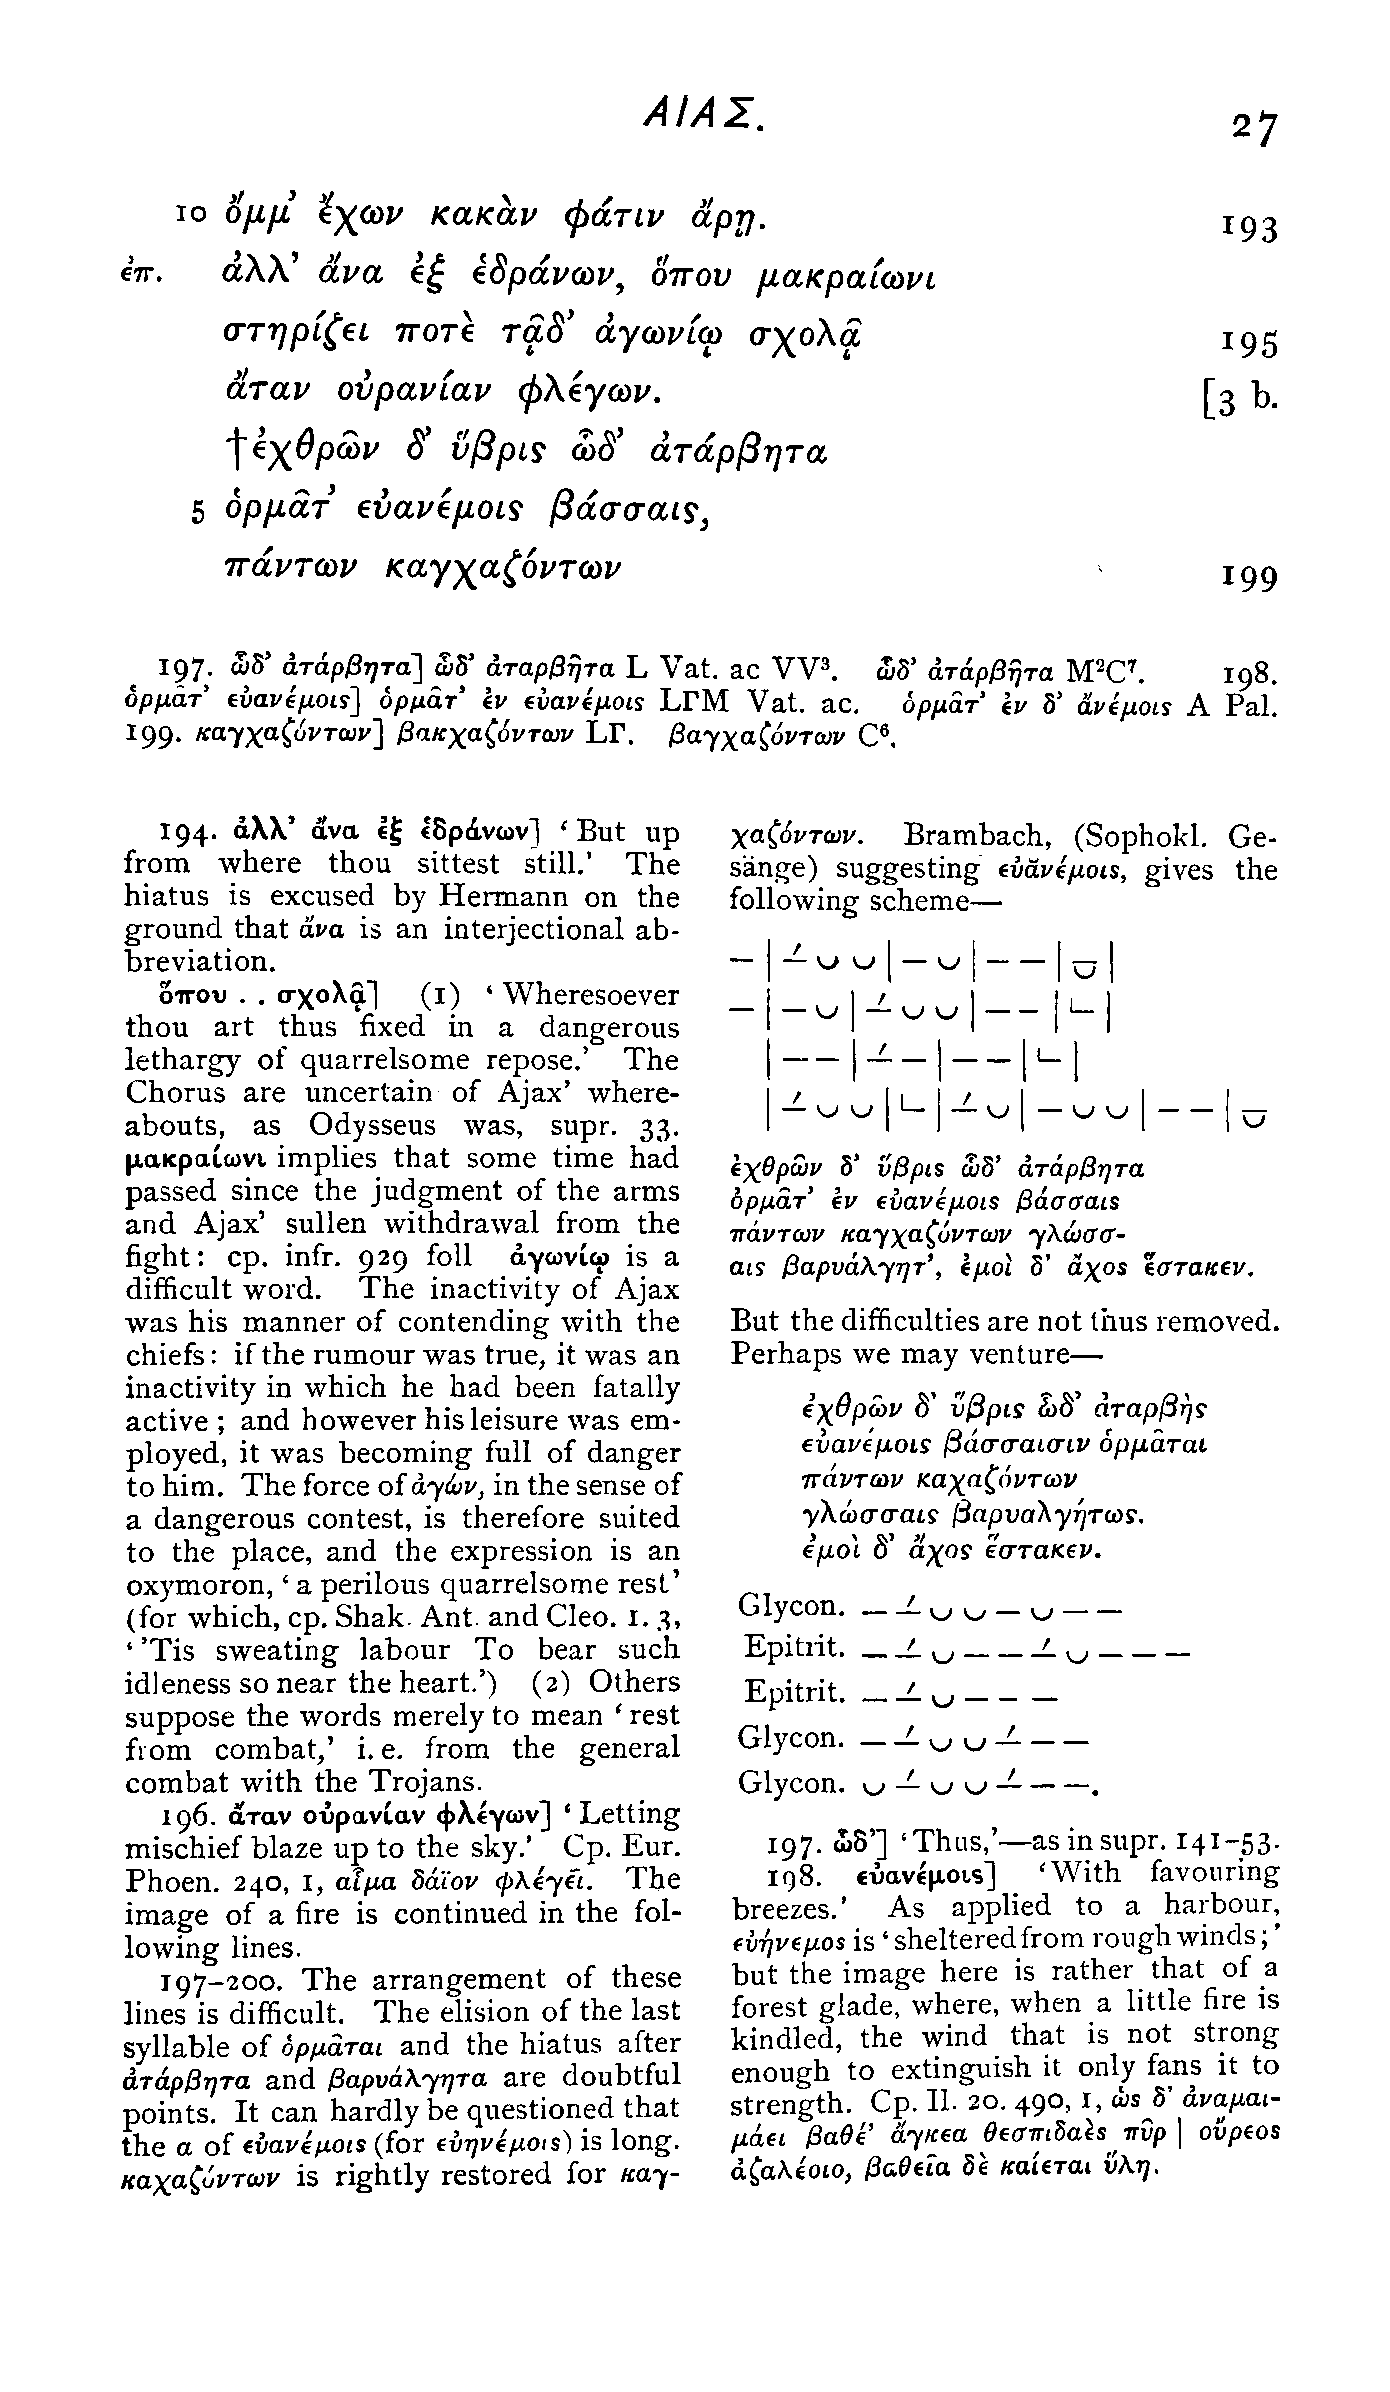 ΑΙΑΣ.
27
10 ὄμμ' ἔχων κακὰν φάτιν ἄρῃ. 193
ἐπ. ἀλλ' ἄνα ἐξ ἑδράνων, ὅπου μακραίωνι
στηρίζει ποτὲ τᾷδ' ἀγωνίῳ σχολᾷ 195
ἄταν οὐρανίαν φλέγων. [3 b.
†ἐχθρῶν δ' ὕβρις ὧδ' ἀτάρβητα
5 ὁρμᾶτ' εὐανέμοις βάσσαις,
πάντων καγχαζόντων 199
197. ὧδ' ἀτάρβητα] ὧδ' ἀταρβῆτα L Vat. ac VV³. ὧδ' ἀτάρβῆτα M²C⁷. 198.
ὁρμᾶτ' εὐανέμοις] ὁρμᾶτ' ἐν εὐανέμοις LΓM Vat. ac. ὁρμᾶτ' ἐν δ' ἀνέμοις A Pal.
199. καγχαζόντων] βακχαζόντων LΓ. βαγχαζόντων C⁶.
194. ἀλλ' ἄνα ἐξ ἑδράνων] ‘But up
from where thou sittest still.’ The
hiatus is excused by Hermann on the
ground that ἄνα is an interjectional ab-
breviation.
ὅπου . . σχολᾷ] (1) ‘Wheresoever
thou art thus fixed in a dangerous
lethargy of quarrelsome repose.’ The
Chorus are uncertain of Ajax’ where-
abouts, as Odysseus was, supr. 33.
μακραίωνι implies that some time had
passed since the judgment of the arms
and Ajax’ sullen withdrawal from the
fight: cp. infr. 929 foll ἀγωνίῳ is a
difficult word. The inactivity of Ajax
was his manner of contending with the
chiefs: if the rumour was true, it was an
inactivity in which he had been fatally
active; and however his leisure was em-
ployed, it was becoming full of danger
to him. The force of ἀγών, in the sense of
a dangerous contest, is therefore suited
to the place, and the expression is an
oxymoron, ‘a perilous quarrelsome rest’
(for which, cp. Shak. Ant. and Cleo. 1. 3,
‘’Tis sweating labour To bear such
idleness so near the heart.’) (2) Others
suppose the words merely to mean ‘rest
from combat,’ i.e. from the general
combat with the Trojans.
196. ἄταν οὐρανίαν φλέγων] ‘Letting
mischief blaze up to the sky.’ Cp. Eur.
Phoen. 240, 1, αἷμα δάϊον φλέγει. The
image of a fire is continued in the fol-
lowing lines.
197-200. The arrangement of these
lines is difficult. The elision of the last
syllable of ὁρμᾶται and the hiatus after
ἀτάρβητα and βαρυάλγητα are doubtful
points. It can hardly be questioned that
the α of εὐανέμοις (for εὐηνέμοις) is long.
καχαζόντων is rightly restored for καγ-
χαζόντων. Brambach, (Sophokl. Ge-
sänge) suggesting εὐᾰνέμοις, gives the
following scheme—
– | –́ ⏑ ⏑ | – ⏑ | – – | ⏓ |
– | – ⏑ | –́ ⏑ ⏑ | – – | ⌙ |
| – – | –́ – | – – | ⌙ |
| –́ ⏑ ⏑ | ⌙ | –́ ⏑ | – ⏑ ⏑ | – – | ⏓
ἐχθρῶν δ' ὕβρις ὧδ' ἀτάρβητα
ὁρμᾶτ' ἐν εὐανέμοις βάσσαις
πάντων καγχαζόντων γλώσσ-
αις βαρυάλγητ', ἐμοὶ δ' ἄχος ἕστακεν.
But the difficulties are not thus removed.
Perhaps we may venture—
ἐχθρῶν δ' ὕβρις ὧδ' ἀταρβὴς
εὐανέμοις βάσσαισιν ὁρμᾶται
πάντων καχαζόντων
γλώσσαις βαρυαλγήτως.
ἐμοὶ δ' ἄχος ἕστακεν.
Glycon. – –́ ⏑ ⏑ – ⏑ – –
Epitrit. – –́ ⏑ – – –́ ⏑ – – –
Epitrit. – –́ ⏑ – – –
Glycon. – –́ ⏑ ⏑ –́ – –
Glycon. ⏑ –́ ⏑ ⏑ –́ – –.
197. ὧδ'] ‘Thus,’—as in supr. 141-53.
198. εὐανέμοις] ‘With favouring
breezes.’ As applied to a harbour,
εὐήνεμος is ‘sheltered from rough winds;’
but the image here is rather that of a
forest glade, where, when a little fire is
kindled, the wind that is not strong
enough to extinguish it only fans it to
strength. Cp. Il. 20. 490, 1, ὡς δ' ἀναμαι-
μάει βαθέ' ἄγκεα θεσπιδαὲς πῦρ | οὔρεος
ἀζαλέοιο, βαθεῖα δὲ καίεται ὕλη.